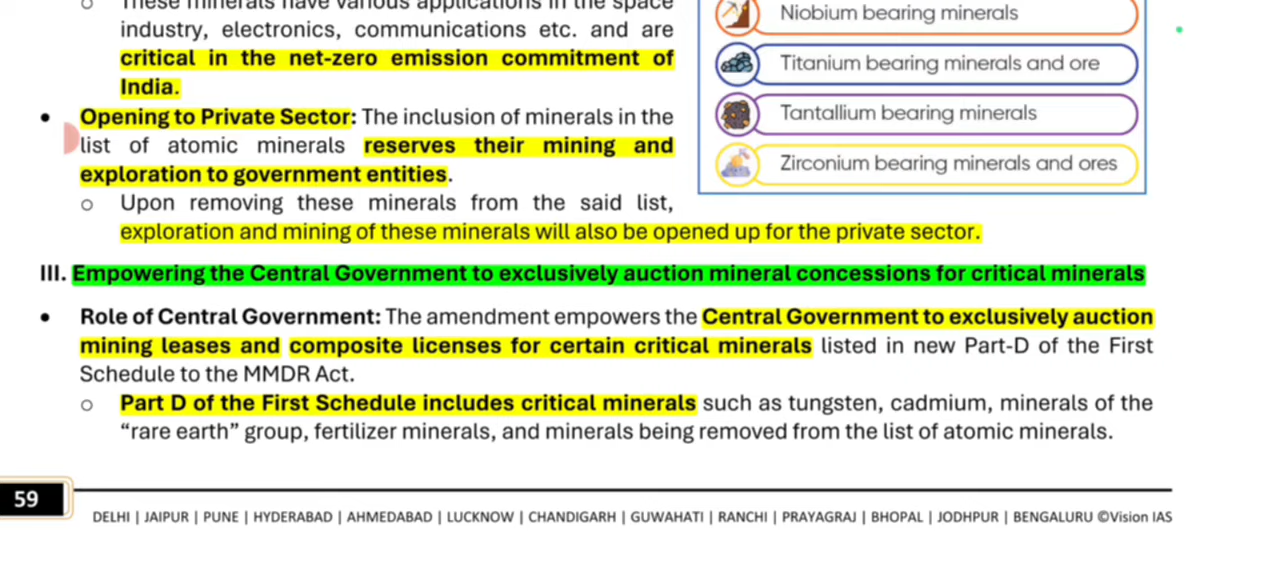 These minerals have various applications in the space
industry, electronics, communications etc. and are
critical in the net-zero emission commitment of
India.
• Opening to Private Sector: The inclusion of minerals in the
list of atomic minerals reserves their mining and
exploration to government entities.
o Upon removing these minerals from the said list,
exploration and mining of these minerals will also be opened up for the private sector.
Niobium bearing minerals
Titanium bearing minerals and ore
Tantallium bearing minerals
Zirconium bearing minerals and ores
III. Empowering the Central Government to exclusively auction mineral concessions for critical minerals
• Role of Central Government: The amendment empowers the Central Government to exclusively auction
mining leases and composite licenses for certain critical minerals listed in new Part-D of the First
Schedule to the MMDR Act.
o Part D of the First Schedule includes critical minerals such as tungsten, cadmium, minerals of the
“rare earth” group, fertilizer minerals, and minerals being removed from the list of atomic minerals.
59
DELHI | JAIPUR | PUNE | HYDERABAD | AHMEDABAD | LUCKNOW | CHANDIGARH | GUWAHATI | RANCHI | PRAYAGRAJ | BHOPAL | JODHPUR | BENGALURU ©Vision IAS